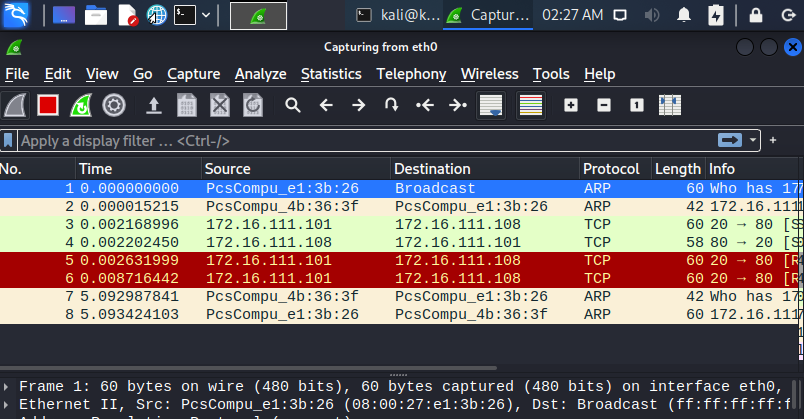 kali@k... Captur... 02:27 AM
Capturing from eth0
File Edit View Go Capture Analyze Statistics Telephony Wireless Tools Help
Apply a display filter ... <Ctrl-/>
No. Time Source Destination Protocol Length Info
1 0.000000000 PcsCompu_e1:3b:26 Broadcast ARP 60 Who has 17
2 0.000015215 PcsCompu_4b:36:3f PcsCompu_e1:3b:26 ARP 42 172.16.111
3 0.002168996 172.16.111.101 172.16.111.108 TCP 60 20 → 80 [S
4 0.002202450 172.16.111.108 172.16.111.101 TCP 58 80 → 20 [S
5 0.002631999 172.16.111.101 172.16.111.108 TCP 60 20 → 80 [R
6 0.008716442 172.16.111.101 172.16.111.108 TCP 60 20 → 80 [R
7 5.092987841 PcsCompu_4b:36:3f PcsCompu_e1:3b:26 ARP 42 Who has 17
8 5.093424103 PcsCompu_e1:3b:26 PcsCompu_4b:36:3f ARP 60 172.16.111
Frame 1: 60 bytes on wire (480 bits), 60 bytes captured (480 bits) on interface eth0,
Ethernet II, Src: PcsCompu_e1:3b:26 (08:00:27:e1:3b:26), Dst: Broadcast (ff:ff:ff:ff:f